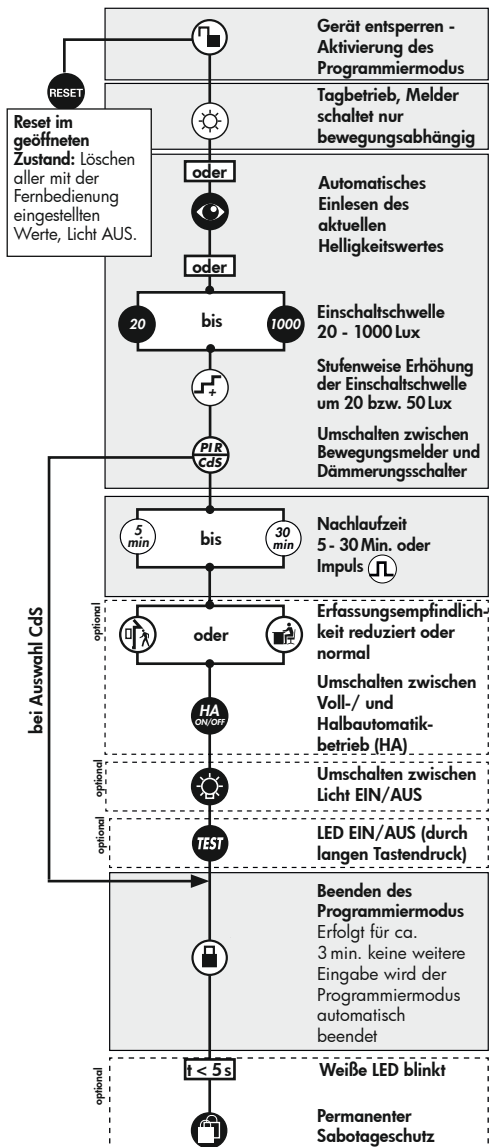 Gerät entsperren -
Aktivierung des
Programmiermodus
RESET
Reset im
geöffneten
Zustand: Löschen
aller mit der
Fernbedienung
eingestellten
Werte, Licht AUS.
Tagbetrieb, Melder
schaltet nur
bewegungsabhängig
oder
Automatisches
Einlesen des
aktuellen
Helligkeitswertes
oder
20
bis
1000
Einschaltschwelle
20 - 1000 Lux
+
Stufenweise Erhöhung
der Einschaltschwelle
um 20 bzw. 50 Lux
PIR
CdS
Umschalten zwischen
Bewegungsmelder und
Dämmerungsschalter
bei Auswahl CdS
5
min
bis
30
min
Nachlaufzeit
5 - 30 Min. oder
Impuls
optional
oder
Erfassungsempfindlich-
keit reduziert oder
normal
HA
ON/OFF
Umschalten zwischen
Voll-/ und
Halbautomatik-
betrieb (HA)
optional
Umschalten zwischen
Licht EIN/AUS
optional
TEST
LED EIN/AUS (durch
langen Tastendruck)
Beenden des
Programmiermodus
Erfolgt für ca.
3 min. keine weitere
Eingabe wird der
Programmiermodus
automatisch
beendet
optional
t < 5 s
Weiße LED blinkt
Permanenter
Sabotageschutz